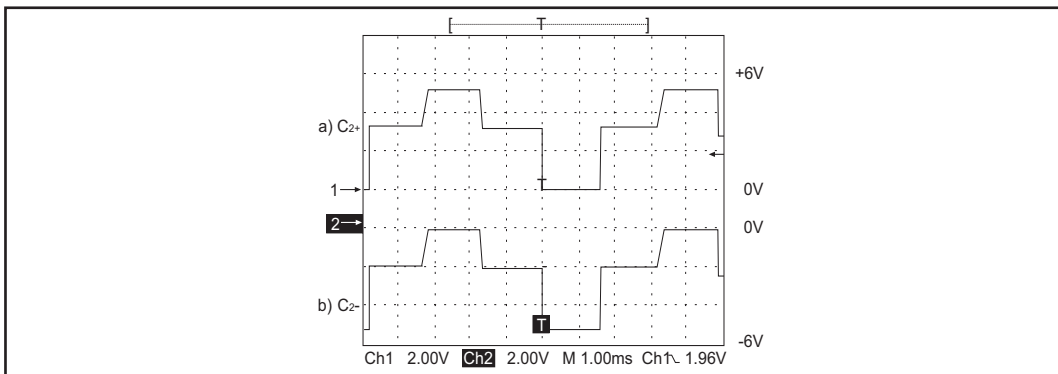 T
+6V
a) C2+
T
1
0V
2
0V
b) C2-
T
-6V
Ch1 2.00V Ch2 2.00V M 1.00ms Ch1 1.96V